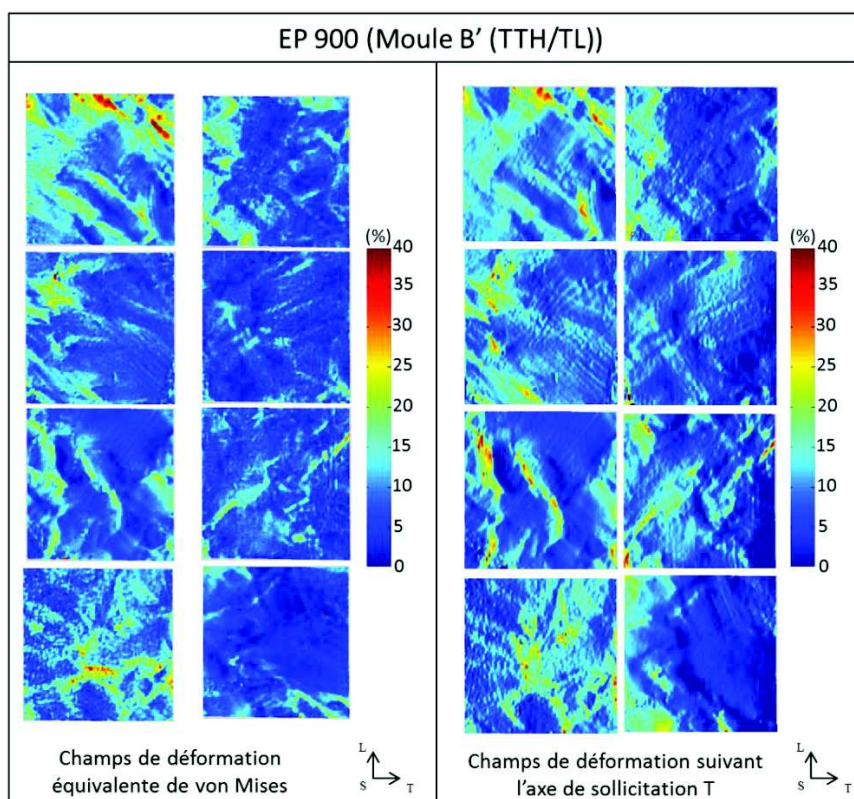 EP 900 (Moule B’ (TTH/TL))
(%)
40
35
30
25
20
15
10
5
0
Champs de déformation
équivalente de von Mises
L
S
T
(%)
40
35
30
25
20
15
10
5
0
Champs de déformation suivant
l’axe de sollicitation T
L
S
T